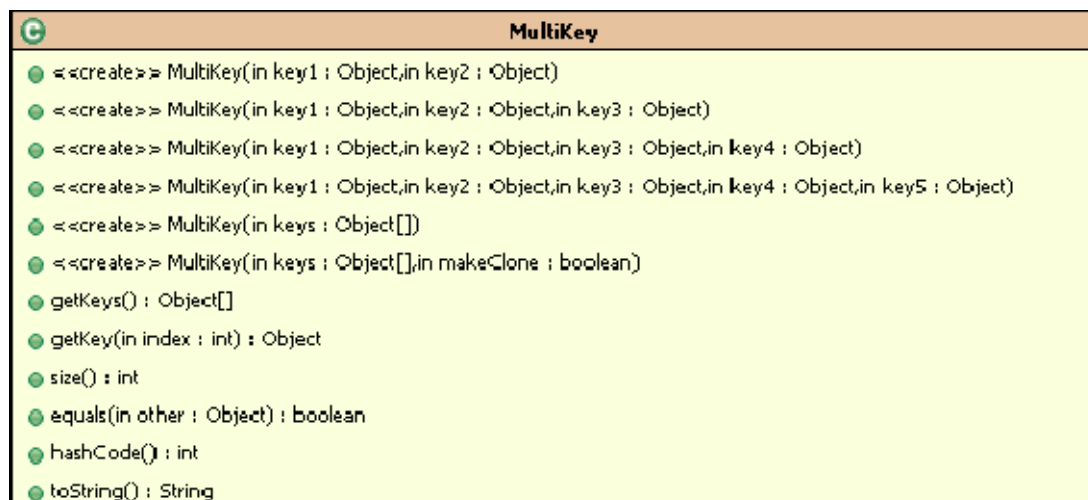 C
MultiKey
<<create>> MultiKey(in key1 : Object,in key2 : Object)
<<create>> MultiKey(in key1 : Object,in key2 : Object,in key3 : Object)
<<create>> MultiKey(in key1 : Object,in key2 : Object,in key3 : Object,in key4 : Object)
<<create>> MultiKey(in key1 : Object,in key2 : Object,in key3 : Object,in key4 : Object,in key5 : Object)
<<create>> MultiKey(in keys : Object[])
<<create>> MultiKey(in keys : Object[],in makeClone : boolean)
getKeys() : Object[]
getKey(in index : int) : Object
size() : int
equals(in other : Object) : boolean
hashCode() : int
toString() : String